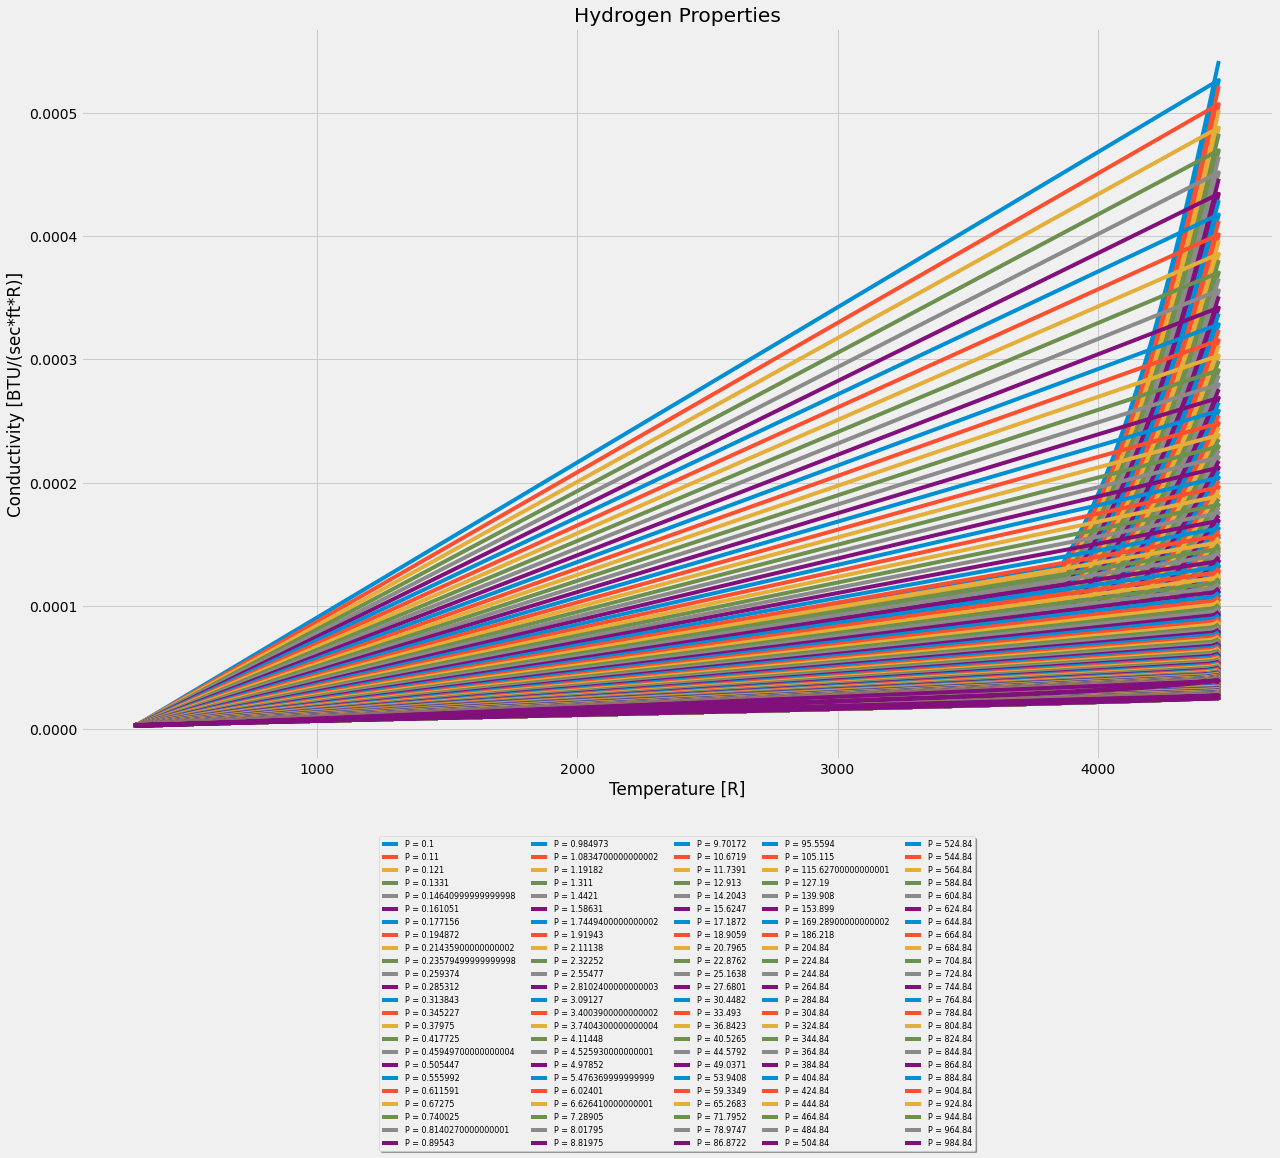 Hydrogen Properties
Conductivity [BTU/(sec*ft*R)]
0.0005
0.0004
0.0003
0.0002
0.0001
0.0000
1000 2000 3000 4000
Temperature [R]
P = 0.1
P = 0.11
P = 0.121
P = 0.1331
P = 0.14640999999999998
P = 0.161051
P = 0.177156
P = 0.194872
P = 0.21435900000000002
P = 0.23579499999999998
P = 0.259374
P = 0.285312
P = 0.313843
P = 0.345227
P = 0.37975
P = 0.417725
P = 0.45949700000000004
P = 0.505447
P = 0.555992
P = 0.611591
P = 0.67275
P = 0.740025
P = 0.8140270000000001
P = 0.89543
P = 0.984973
P = 1.0834700000000002
P = 1.19182
P = 1.311
P = 1.4421
P = 1.58631
P = 1.7449400000000002
P = 1.91943
P = 2.11138
P = 2.32252
P = 2.55477
P = 2.8102400000000003
P = 3.09127
P = 3.4003900000000002
P = 3.7404300000000004
P = 4.11448
P = 4.525930000000001
P = 4.97852
P = 5.476369999999999
P = 6.02401
P = 6.626410000000001
P = 7.28905
P = 8.01795
P = 8.81975
P = 9.70172
P = 10.6719
P = 11.7391
P = 12.913
P = 14.2043
P = 15.6247
P = 17.1872
P = 18.9059
P = 20.7965
P = 22.8762
P = 25.1638
P = 27.6801
P = 30.4482
P = 33.493
P = 36.8423
P = 40.5265
P = 44.5792
P = 49.0371
P = 53.9408
P = 59.3349
P = 65.2683
P = 71.7952
P = 78.9747
P = 86.8722
P = 95.5594
P = 105.115
P = 115.62700000000001
P = 127.19
P = 139.908
P = 153.899
P = 169.28900000000002
P = 186.218
P = 204.84
P = 224.84
P = 244.84
P = 264.84
P = 284.84
P = 304.84
P = 324.84
P = 344.84
P = 364.84
P = 384.84
P = 404.84
P = 424.84
P = 444.84
P = 464.84
P = 484.84
P = 504.84
P = 524.84
P = 544.84
P = 564.84
P = 584.84
P = 604.84
P = 624.84
P = 644.84
P = 664.84
P = 684.84
P = 704.84
P = 724.84
P = 744.84
P = 764.84
P = 784.84
P = 804.84
P = 824.84
P = 844.84
P = 864.84
P = 884.84
P = 904.84
P = 924.84
P = 944.84
P = 964.84
P = 984.84